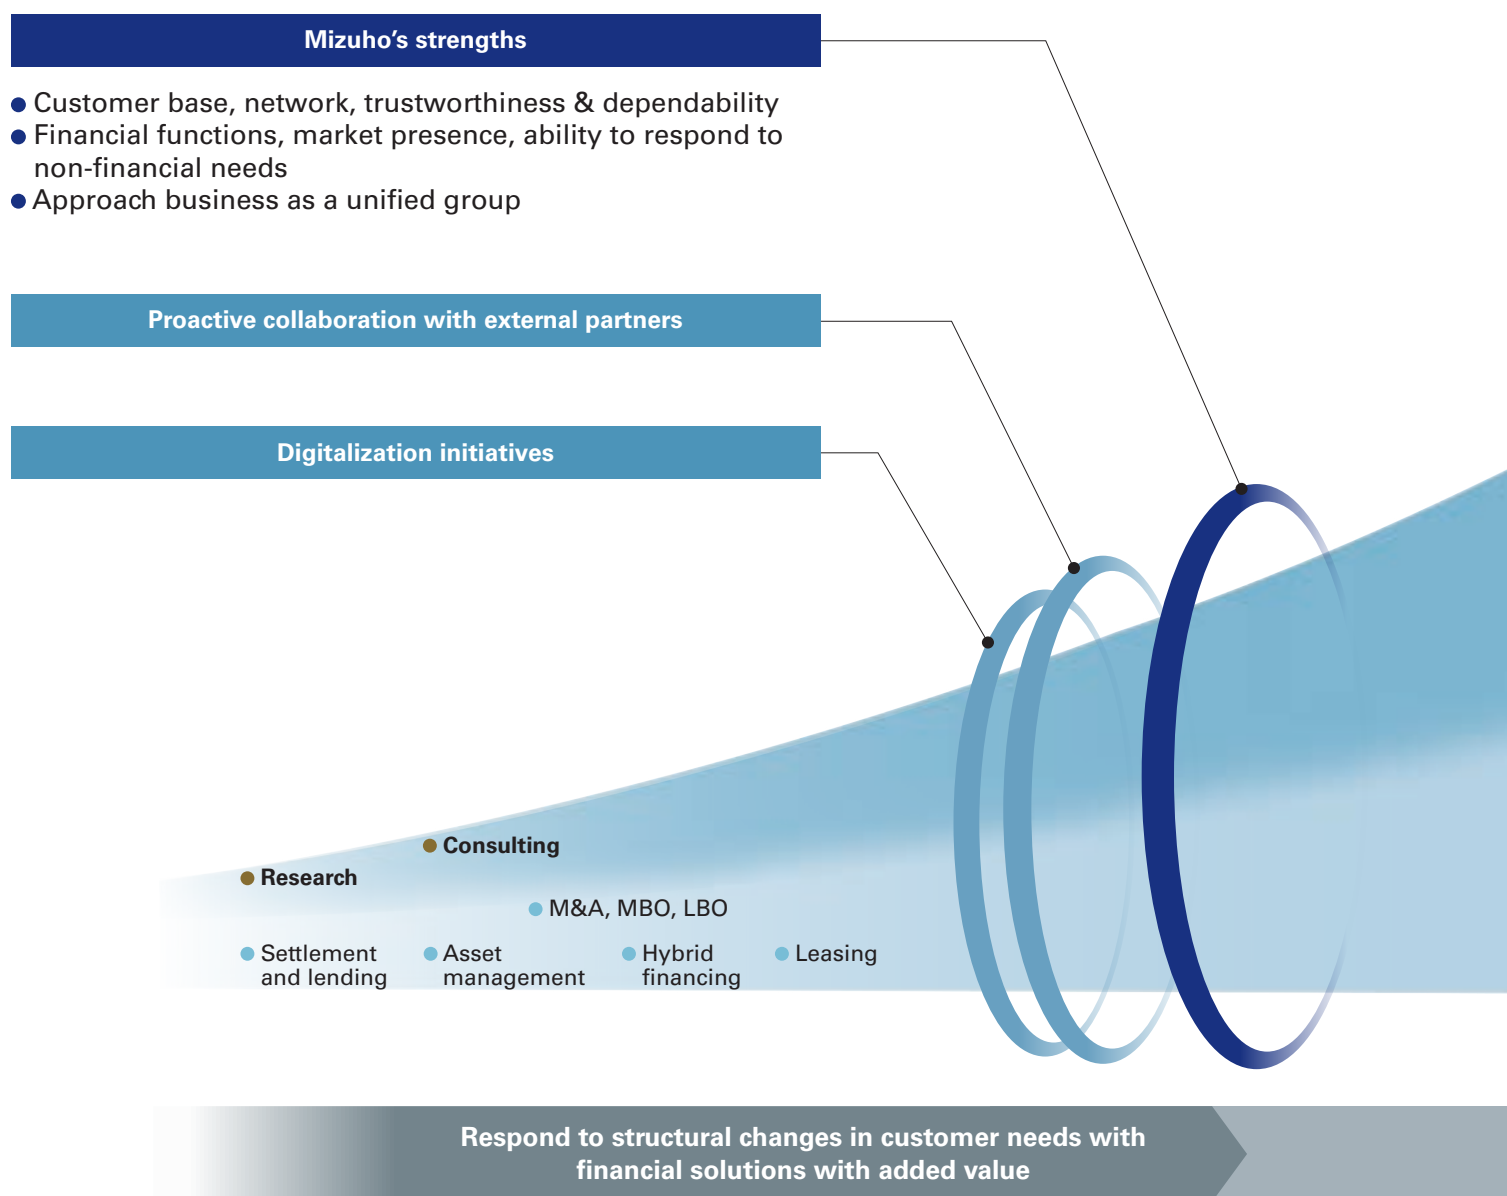 Mizuho’s strengths
● Customer base, network, trustworthiness & dependability
● Financial functions, market presence, ability to respond to
non-financial needs
● Approach business as a unified group
Proactive collaboration with external partners
Digitalization initiatives
● Consulting
● Research
● M&A, MBO, LBO
● Settlement
and lending
● Asset
management
● Hybrid
financing
● Leasing
Respond to structural changes in customer needs with
financial solutions with added value